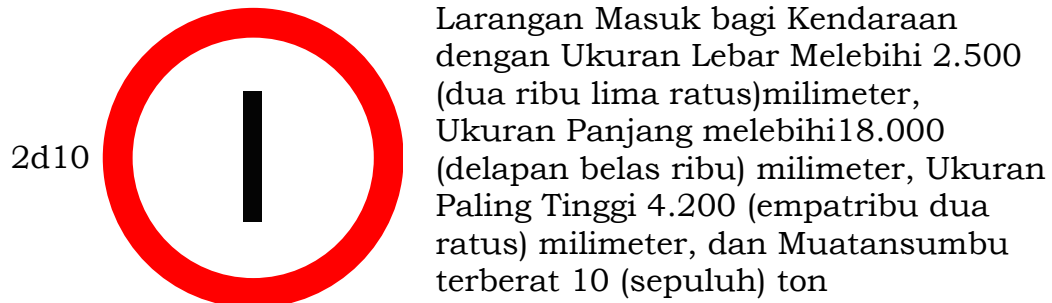 Larangan Masuk bagi Kendaraan
dengan Ukuran Lebar Melebihi 2.500
(dua ribu lima ratus)milimeter,
Ukuran Panjang melebihi18.000
2d10
I
(delapan belas ribu) milimeter, Ukuran
Paling Tinggi 4.200 (empatribu dua
ratus) milimeter, dan Muatansumbu
terberat 10 (sepuluh) ton